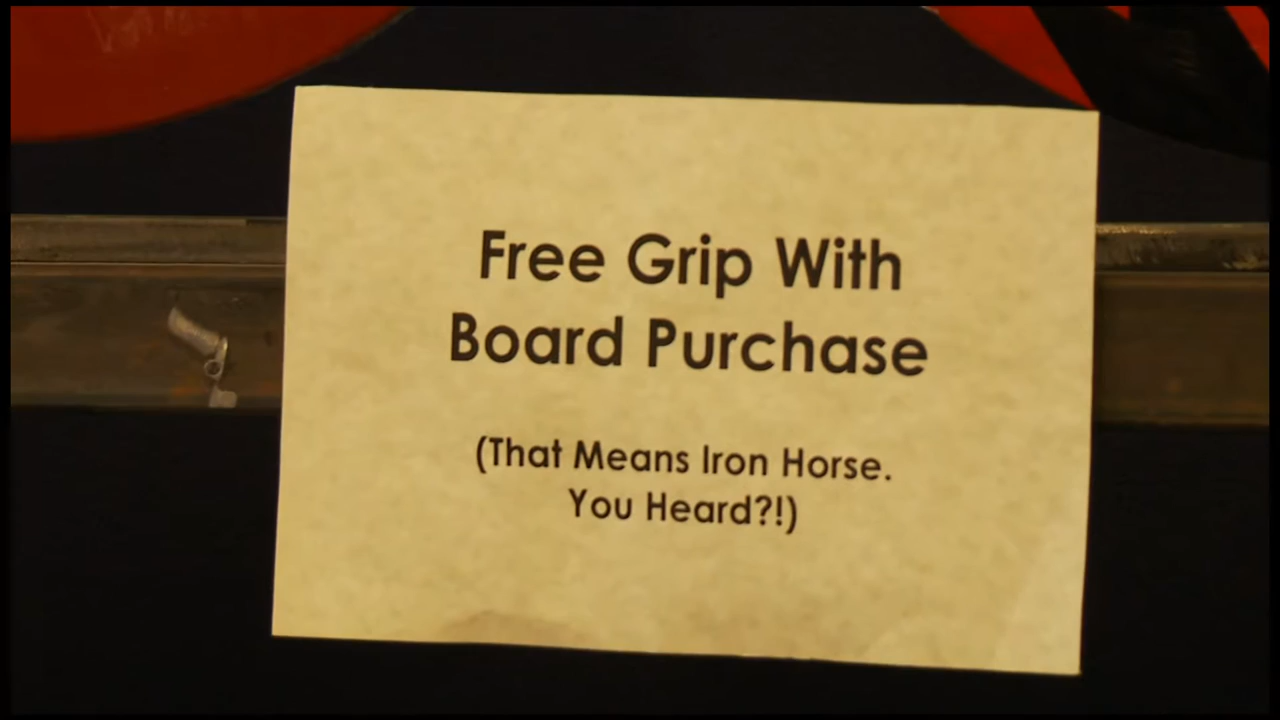 Free Grip With
Board Purchase
(That Means Iron Horse.
You Heard?!)